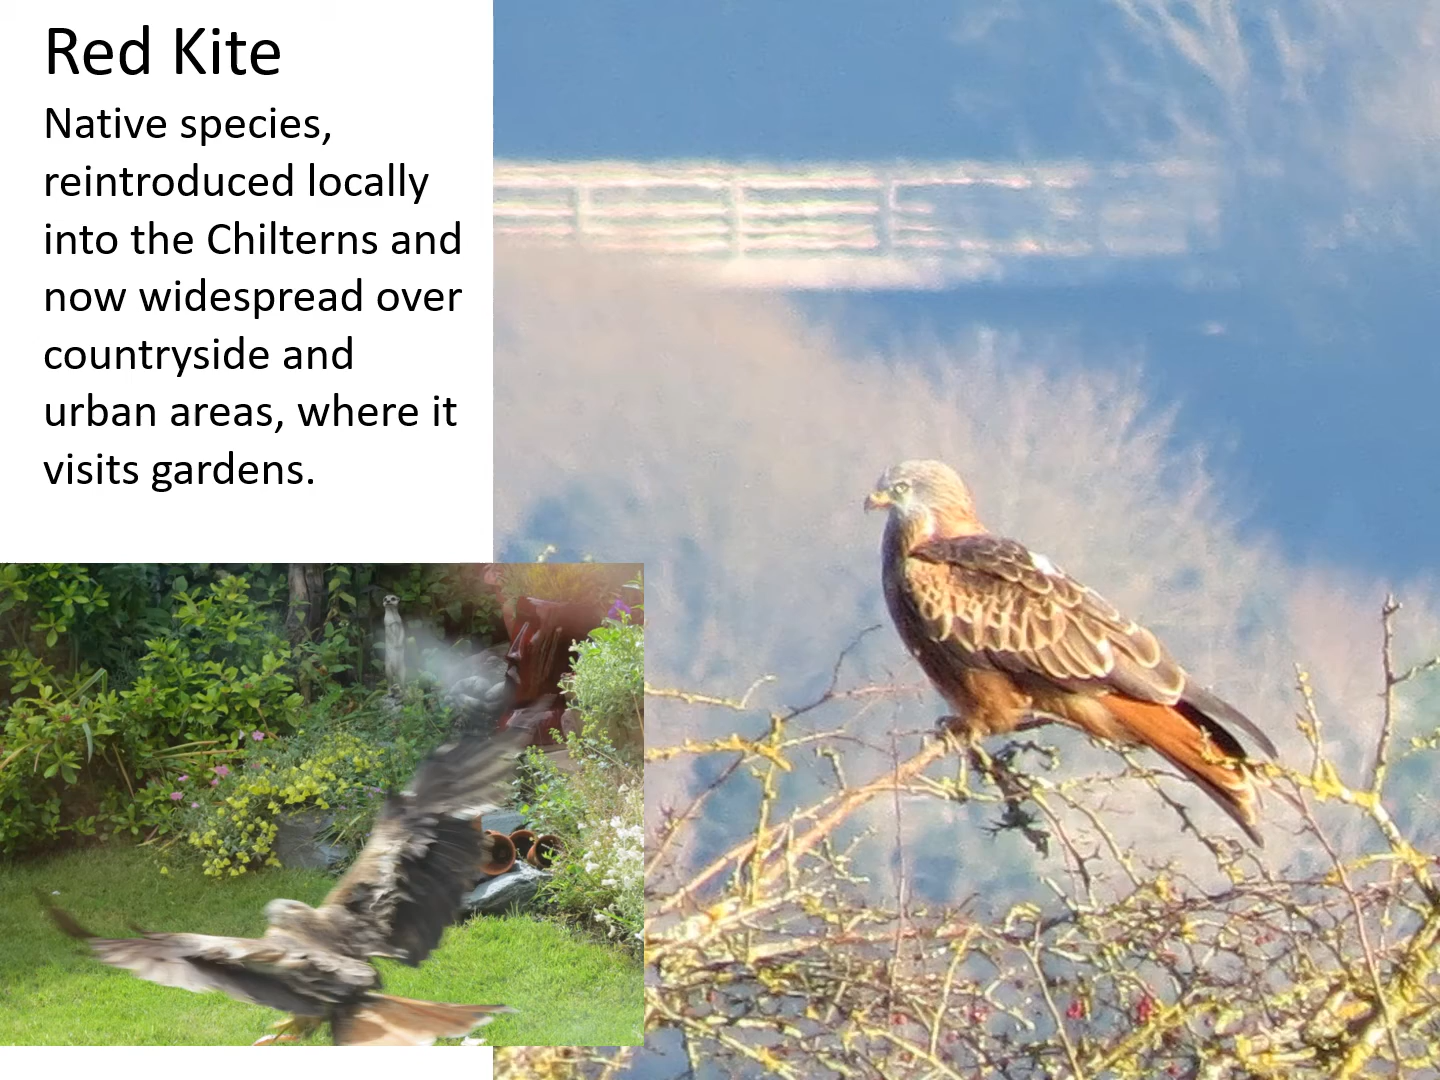 Red Kite
Native species,
reintroduced locally
into the Chilterns and
now widespread over
countryside and
urban areas, where it
visits gardens.